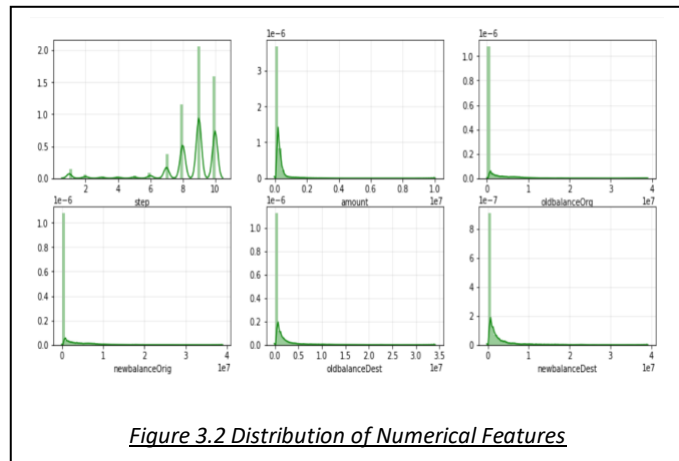 1e-6
2.0
1.5
1.0
0.5
0.0
2 4 6 8 10
step
3
2
1
0
0.0 0.2 0.4 0.6 0.8 1.0
amount
1e7
1e-6
1.0
0.8
0.6
0.4
0.2
0.0
0 1 2 3 4
oldbalanceOrg
1e7
1e-6
1.0
0.8
0.6
0.4
0.2
0.0
0 1 2 3 4
newbalanceOrig
1e7
1e-6
1.0
0.8
0.6
0.4
0.2
0.0
0.0 0.5 1.0 1.5 2.0 2.5 3.0 3.5
oldbalanceDest
1e7
1e-7
8
6
4
2
0
0 1 2 3 4
newbalanceDest
1e7
Figure 3.2 Distribution of Numerical Features